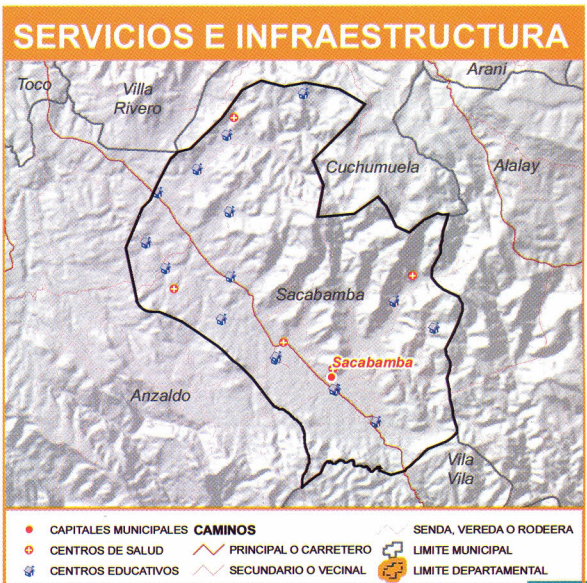 SERVICIOS E INFRAESTRUCTURA
Toco
Villa
Rivero
Arani
Cuchumuela
Alalay
Sacabamba
Sacabamba
Anzaldo
Vila
Vila
CAPITALES MUNICIPALES
CENTROS DE SALUD
CENTROS EDUCATIVOS
CAMINOS
PRINCIPAL O CARRETERO
SECUNDARIO O VECINAL
SENDA, VEREDA O RODEERA
LIMITE MUNICIPAL
LIMITE DEPARTAMENTAL